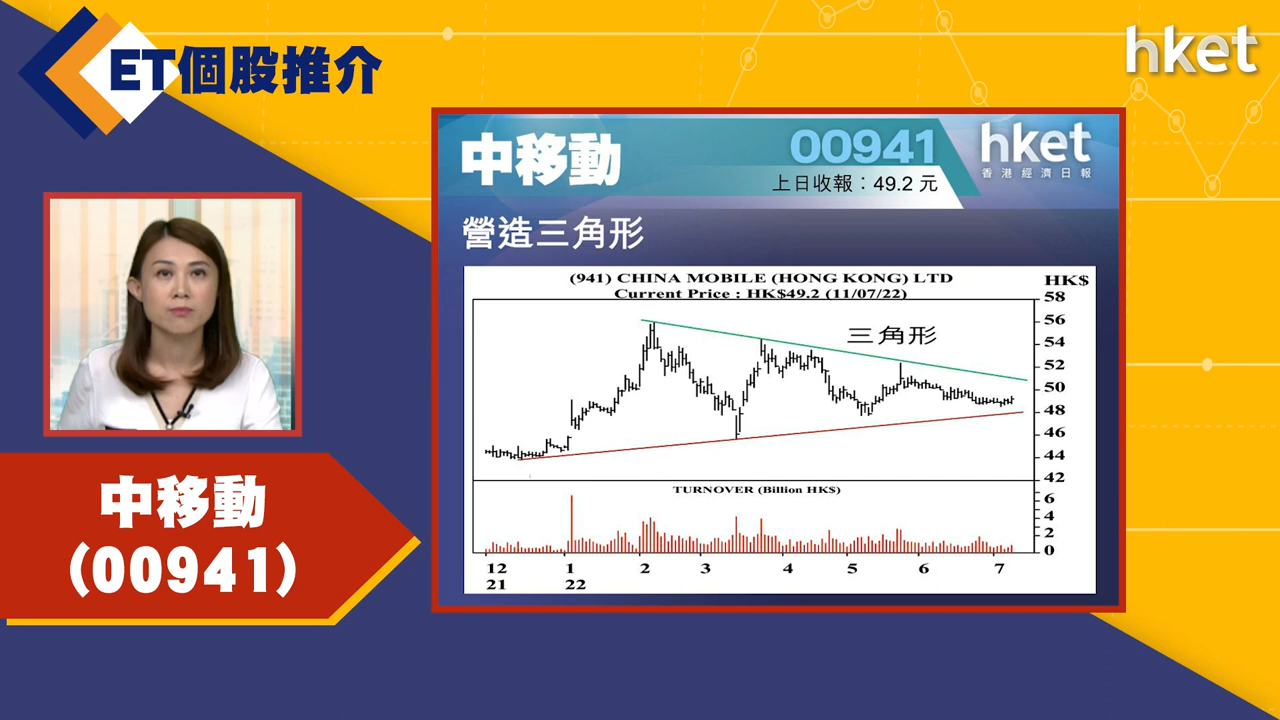 ET個股推介
hket
中移動
00941
上日收報：49.2 元
hket
香港經濟日報
營造三角形
(941) CHINA MOBILE (HONG KONG) LTD
HK$
Current Price : HK$49.2 (11/07/22)
58
56
三角形
54
52
50
48
46
44
42
TURNOVER (Billion HK$)
6
4
2
0
12 1 2 3 4 5 6 7
21 22
中移動
(00941)